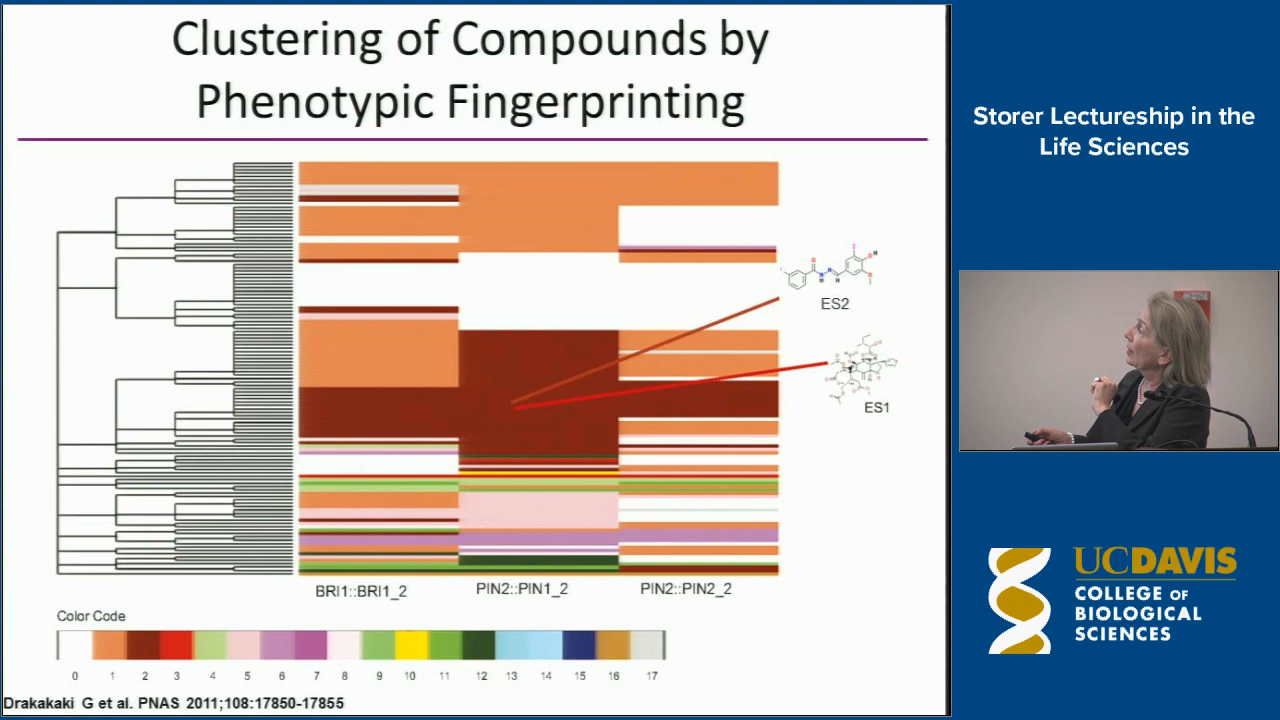 Clustering of Compounds by
Phenotypic Fingerprinting
ES2
ES1
BRI1::BRI1_2
PIN2::PIN1_2
PIN2::PIN2_2
Color Code
0 1 2 3 4 5 6 7 8 9 10 11 12 13 14 15 16 17
Drakakaki G et al. PNAS 2011;108:17850-17855
Storer Lectureship in the
Life Sciences
UCDAVIS
COLLEGE OF
BIOLOGICAL
SCIENCES